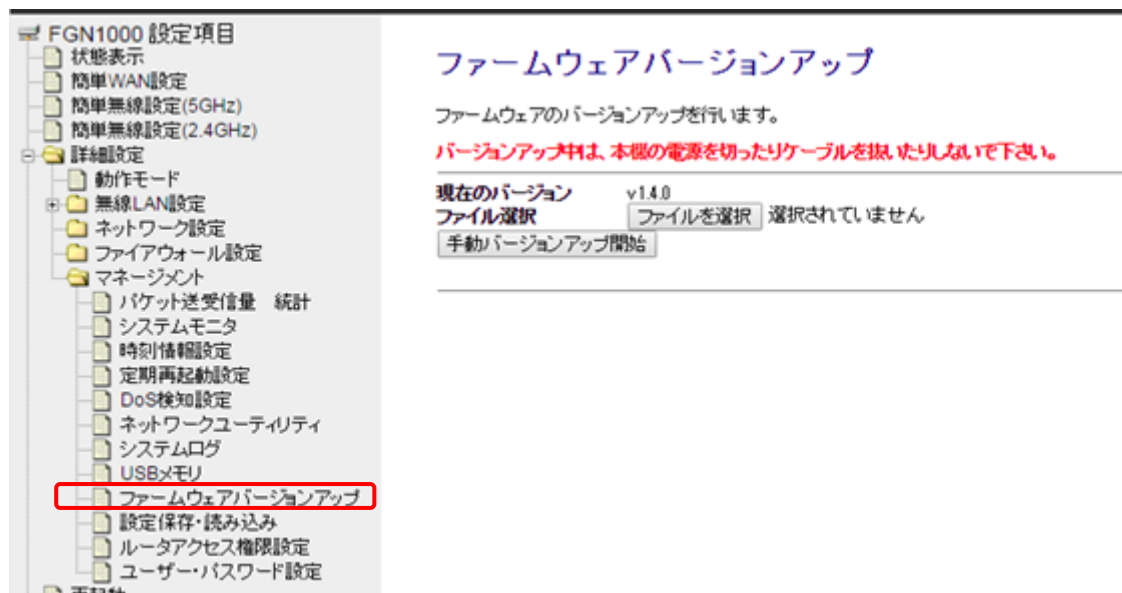 FGN1000 設定項目
状態表示
簡単WAN設定
簡単無線設定(5GHz)
簡単無線設定(2.4GHz)
詳細設定
動作モード
無線LAN設定
ネットワーク設定
ファイアウォール設定
マネージメント
パケット送受信量　統計
システムモニタ
時刻情報設定
定期再起動設定
DoS検知設定
ネットワークユーティリティ
システムログ
USBメモリ
ファームウェアバージョンアップ
設定保存・読み込み
ルータアクセス権限設定
ユーザー・パスワード設定
再起動
ファームウェアバージョンアップ
ファームウェアのバージョンアップを行います。
バージョンアップ中は、本機の電源を切ったりケーブルを抜いたりしないで下さい。
現在のバージョン v1.4.0
ファイル選択 ファイルを選択 選択されていません
手動バージョンアップ開始